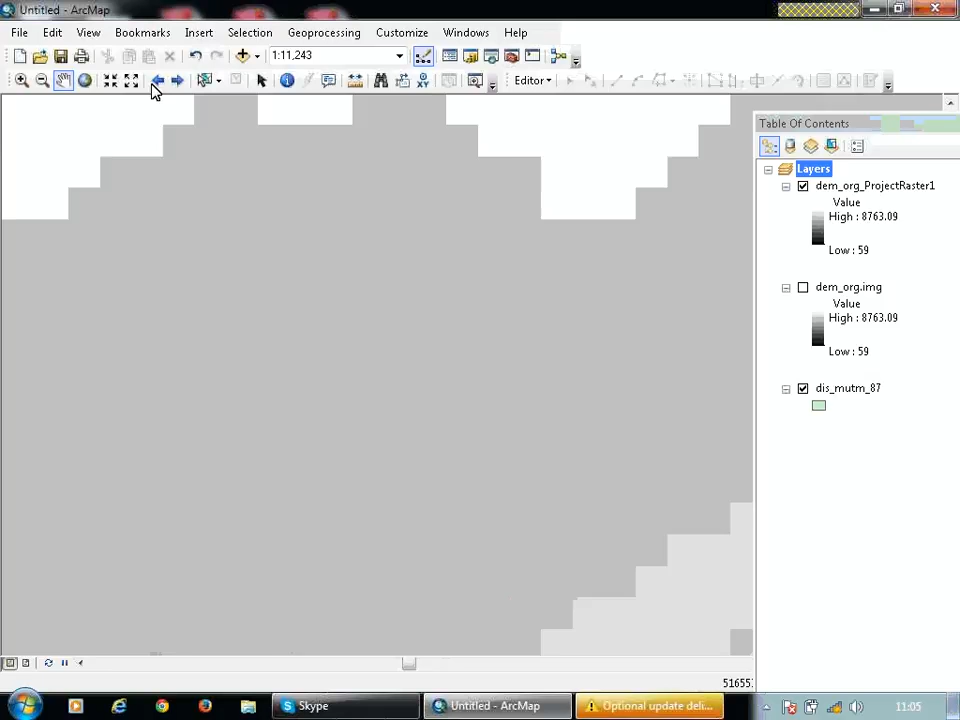 Untitled - ArcMap
File Edit View Bookmarks Insert Selection Geoprocessing Customize Windows Help
1:11,243
Editor
Table Of Contents
Layers
dem_org_ProjectRaster1
Value
High : 8763.09
Low : 59
dem_org.img
Value
High : 8763.09
Low : 59
dis_mutm_87
51655
Skype
Untitled - ArcMap
Optional update deli...
11:05